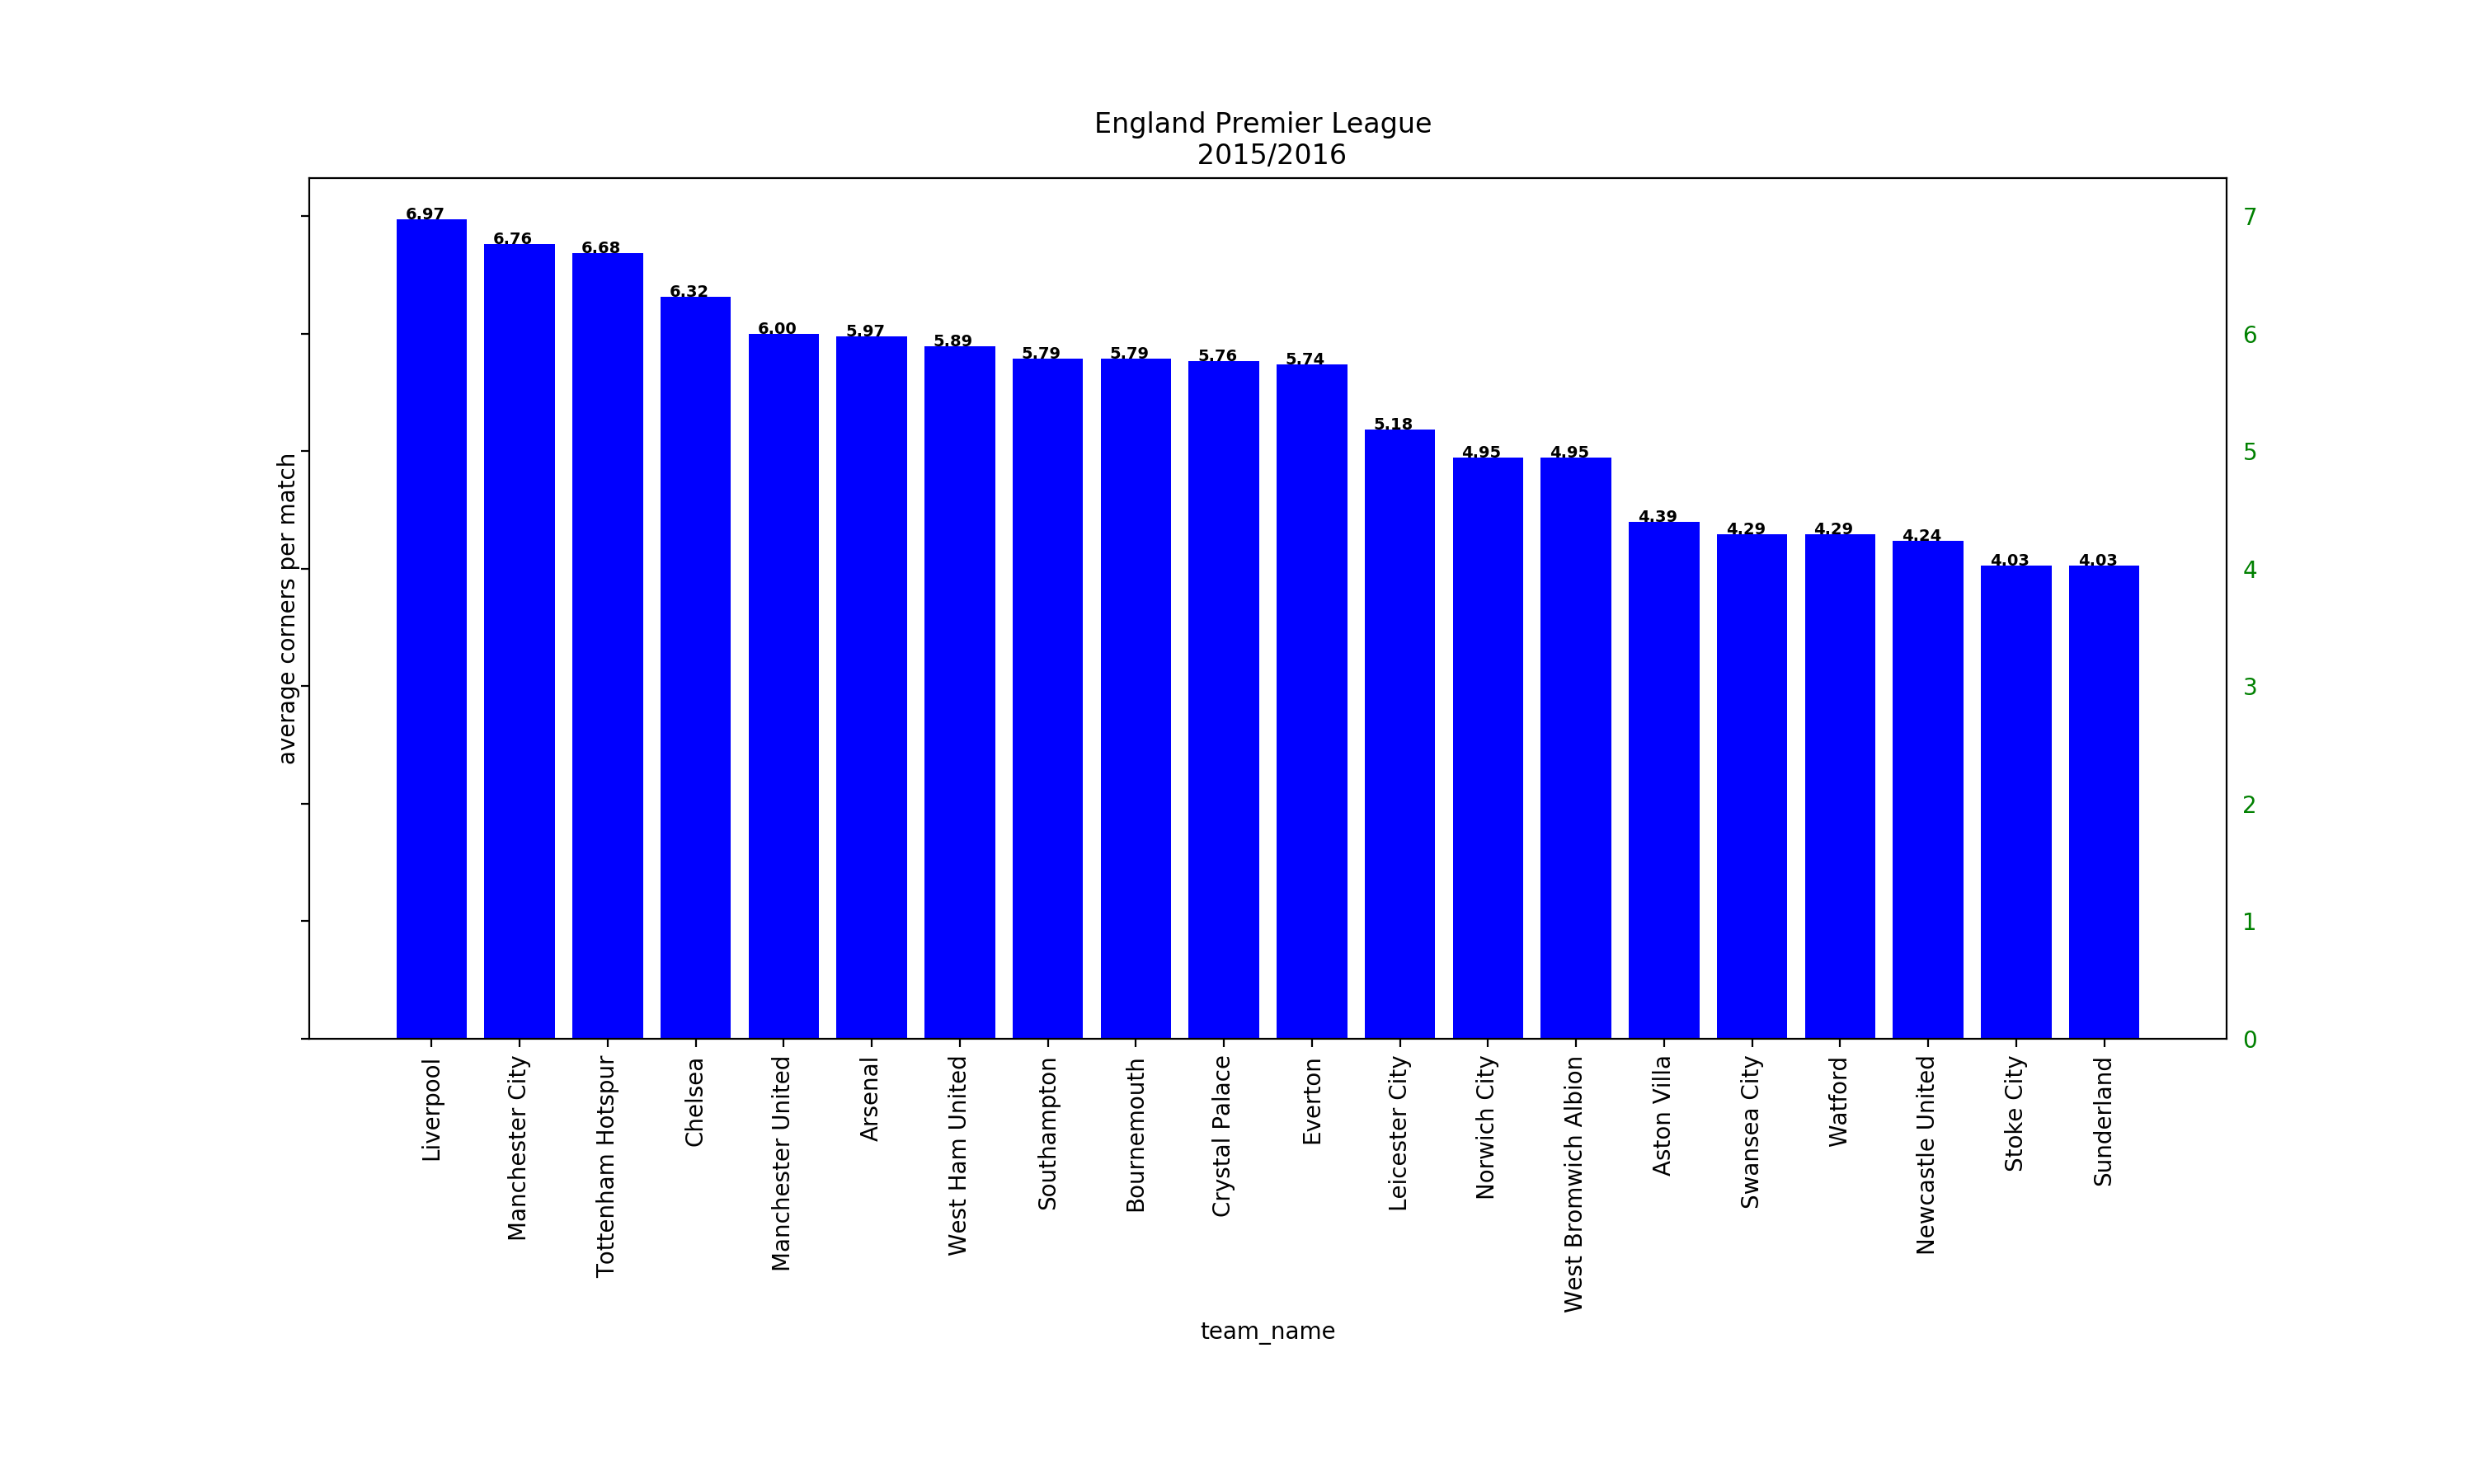 England Premier League
2015/2016
average corners per match
6.97
6.76
6.68
6.32
6.00
5.97
5.89
5.79
5.79
5.76
5.74
5.18
4.95
4.95
4.39
4.29
4.29
4.24
4.03
4.03
7
6
5
4
3
2
1
0
Liverpool
Manchester City
Tottenham Hotspur
Chelsea
Manchester United
Arsenal
West Ham United
Southampton
Bournemouth
Crystal Palace
Everton
Leicester City
Norwich City
West Bromwich Albion
Aston Villa
Swansea City
Watford
Newcastle United
Stoke City
Sunderland
team_name